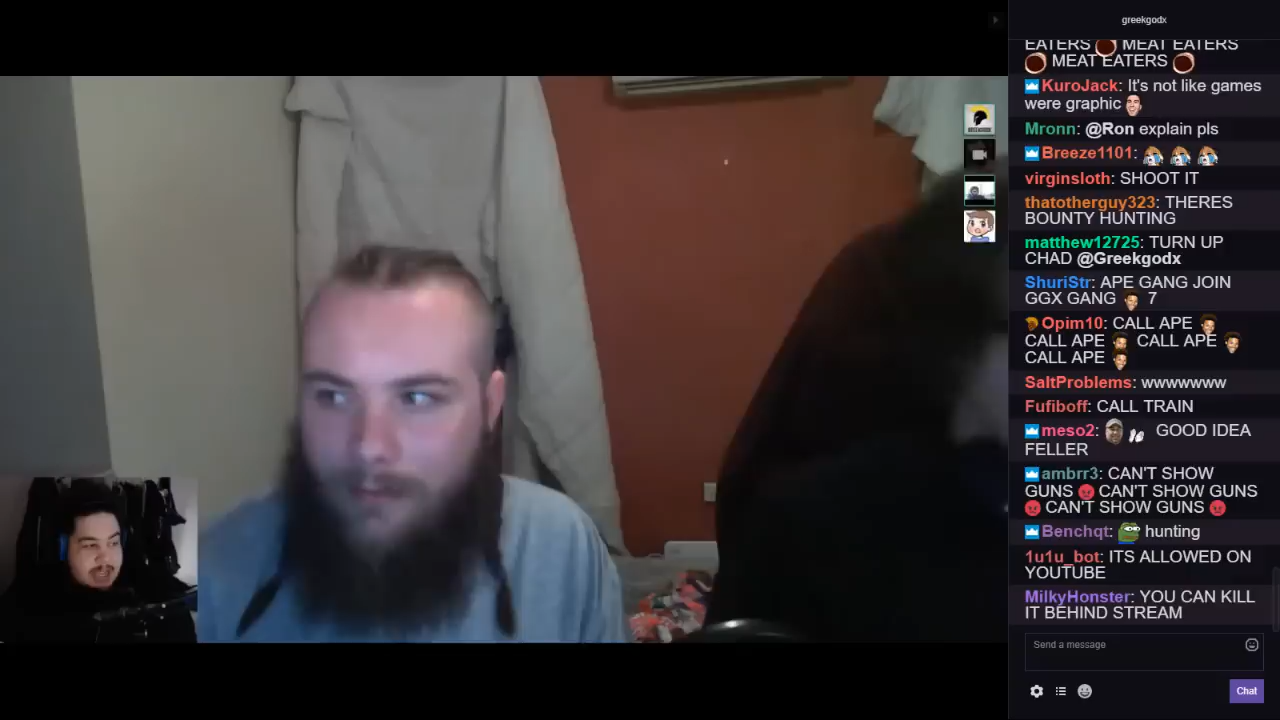 greekgodx
EATERS MEAT EATERS
MEAT EATERS
KuroJack: It's not like games
were graphic
Mronn: @Ron explain pls
Breeze1101:
virginsloth: SHOOT IT
thatotherguy323: THERES
BOUNTY HUNTING
matthew12725: TURN UP
CHAD @Greekgodx
ShuriStr: APE GANG JOIN
GGX GANG 7
Opim10: CALL APE
CALL APE CALL APE
CALL APE
SaltProblems: wwwwwww
Fufiboff: CALL TRAIN
meso2: GOOD IDEA
FELLER
ambrr3: CAN'T SHOW
GUNS CAN'T SHOW GUNS
CAN'T SHOW GUNS
Benchqt: hunting
1u1u_bot: ITS ALLOWED ON
YOUTUBE
MilkyHonster: YOU CAN KILL
IT BEHIND STREAM
Send a message
Chat